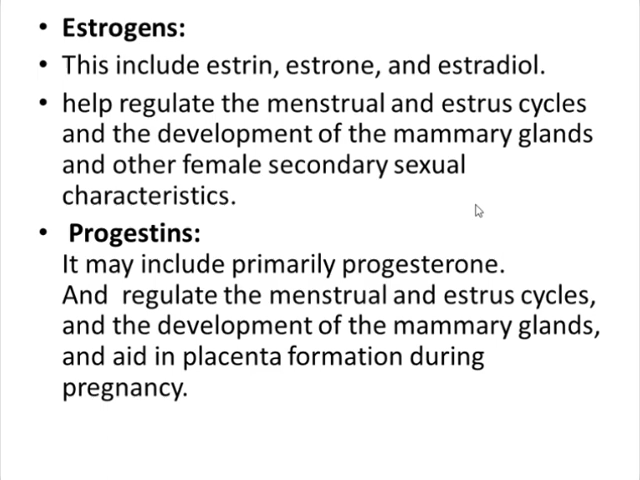 • Estrogens:
• This include estrin, estrone, and estradiol.
• help regulate the menstrual and estrus cycles
and the development of the mammary glands
and other female secondary sexual
characteristics.
• Progestins:
It may include primarily progesterone.
And regulate the menstrual and estrus cycles,
and the development of the mammary glands,
and aid in placenta formation during
pregnancy.